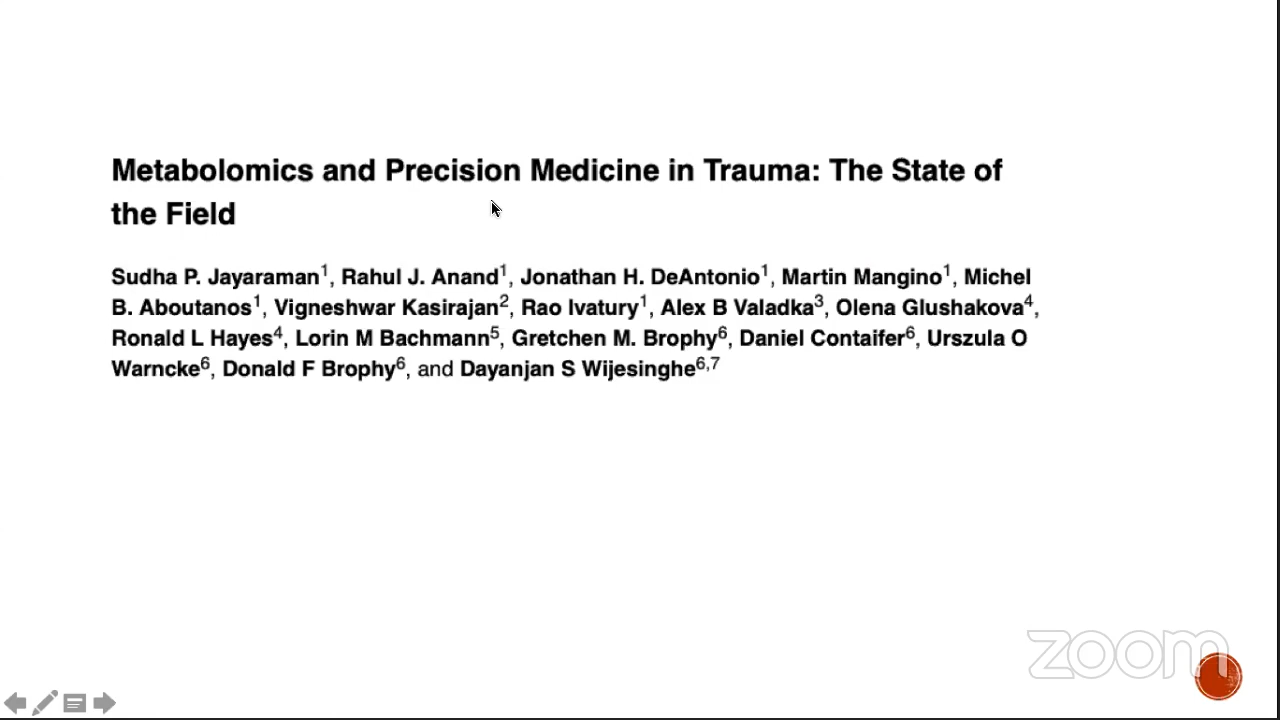 Metabolomics and Precision Medicine in Trauma: The State of
the Field
Sudha P. Jayaraman1, Rahul J. Anand1, Jonathan H. DeAntonio1, Martin Mangino1, Michel
B. Aboutanos1, Vigneshwar Kasirajan2, Rao Ivatury1, Alex B Valadka3, Olena Glushakova4,
Ronald L Hayes4, Lorin M Bachmann5, Gretchen M. Brophy6, Daniel Contaifer6, Urszula O
Warncke6, Donald F Brophy6, and Dayanjan S Wijesinghe6,7
zoom